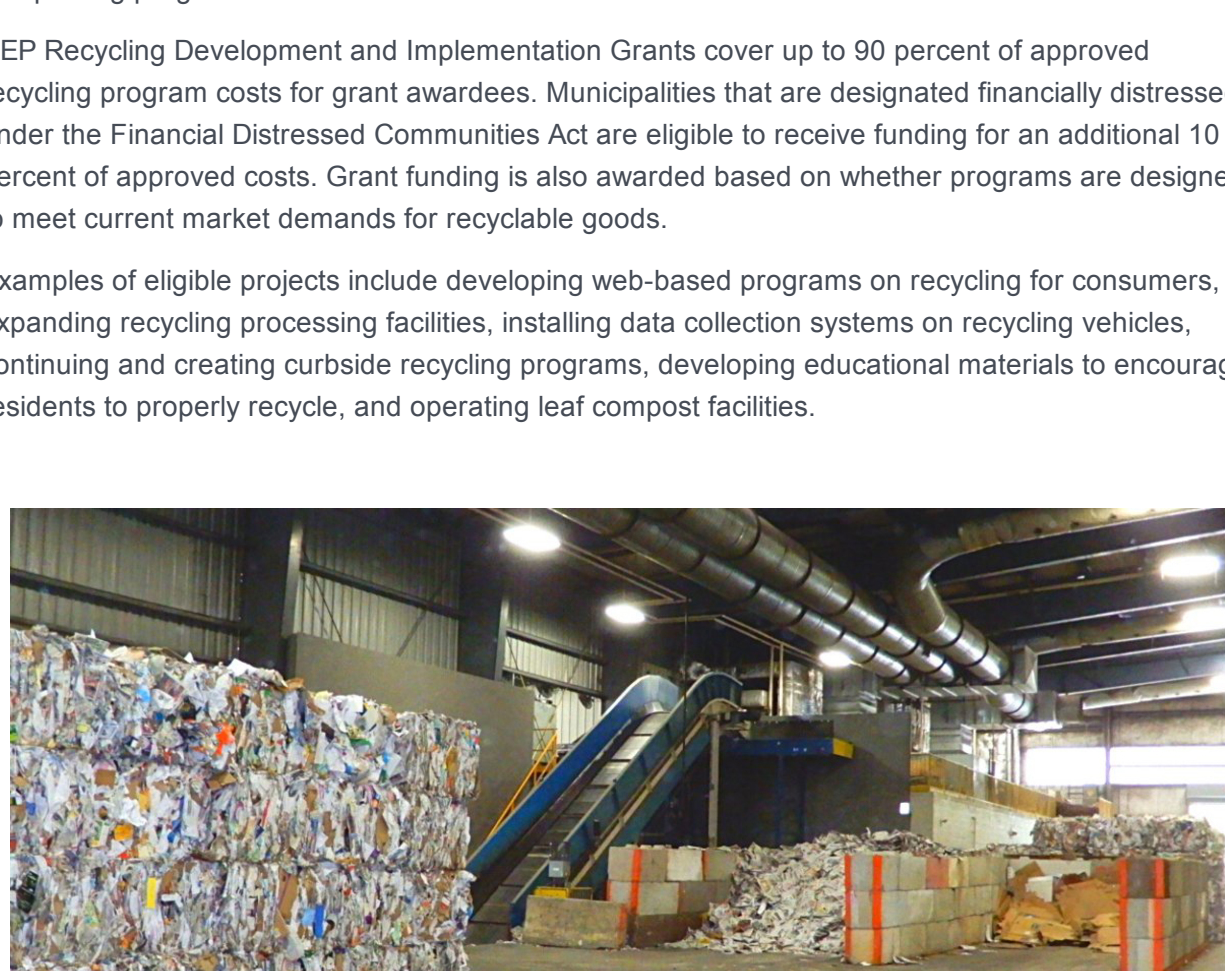 EP Recycling Development and Implementation Grants cover up to 90 percent of approved
ecycling program costs for grant awardees. Municipalities that are designated financially distresse
nder the Financial Distressed Communities Act are eligible to receive funding for an additional 10
ercent of approved costs. Grant funding is also awarded based on whether programs are designe
o meet current market demands for recyclable goods.
xamples of eligible projects include developing web-based programs on recycling for consumers,
xpanding recycling processing facilities, installing data collection systems on recycling vehicles,
ontinuing and creating curbside recycling programs, developing educational materials to encourag
esidents to properly recycle, and operating leaf compost facilities.